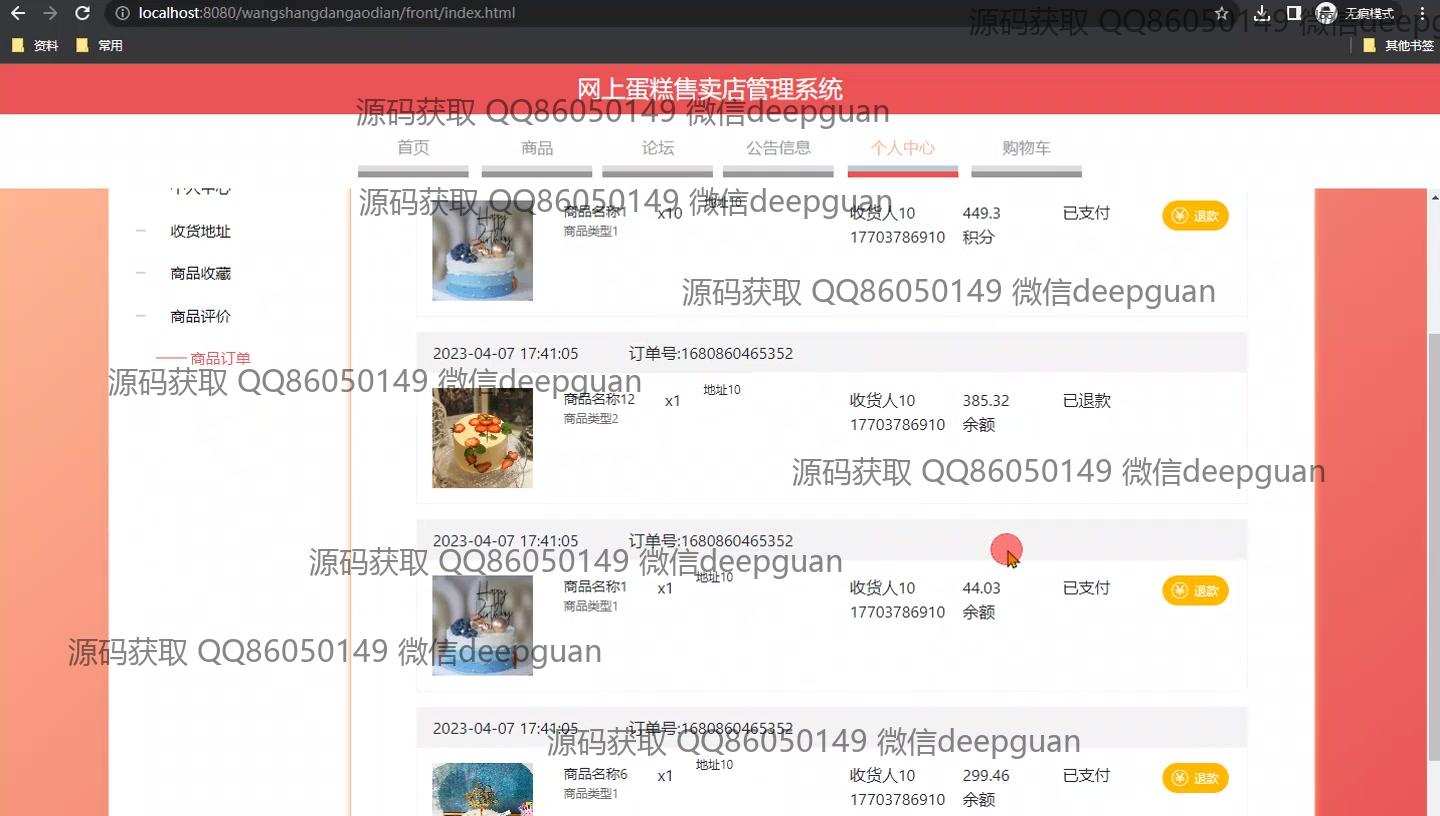 localhost:8080/wangshangdangaodian/front/index.html
无痕模式
源码获取 QQ86050149 微信deepg
资料 常用 其他书签
网上蛋糕售卖店管理系统
源码获取 QQ86050149 微信deepguan
首页 商品 论坛 公告信息 个人中心 购物车
个人中心
源码获取 QQ86050149 微信deepguan
收货地址
商品收藏
商品评价
商品订单
商品名称1 x10 地址10 收货人10 449.3 已支付 退款
商品类型1 17703786910 积分
源码获取 QQ86050149 微信deepguan
2023-04-07 17:41:05 订单号:1680860465352
源码获取 QQ86050149 微信deepguan
商品名称12 x1 地址10 收货人10 385.32 已退款
商品类型2 17703786910 余额
源码获取 QQ86050149 微信deepguan
2023-04-07 17:41:05 订单号:1680860465352
源码获取 QQ86050149 微信deepguan
商品名称1 x1 地址10 收货人10 44.03 已支付 退款
商品类型1 17703786910 余额
源码获取 QQ86050149 微信deepguan
2023-04-07 17:41:05 订单号:1680860465352
源码获取 QQ86050149 微信deepguan
商品名称6 x1 地址10 收货人10 299.46 已支付 退款
商品类型1 17703786910 余额